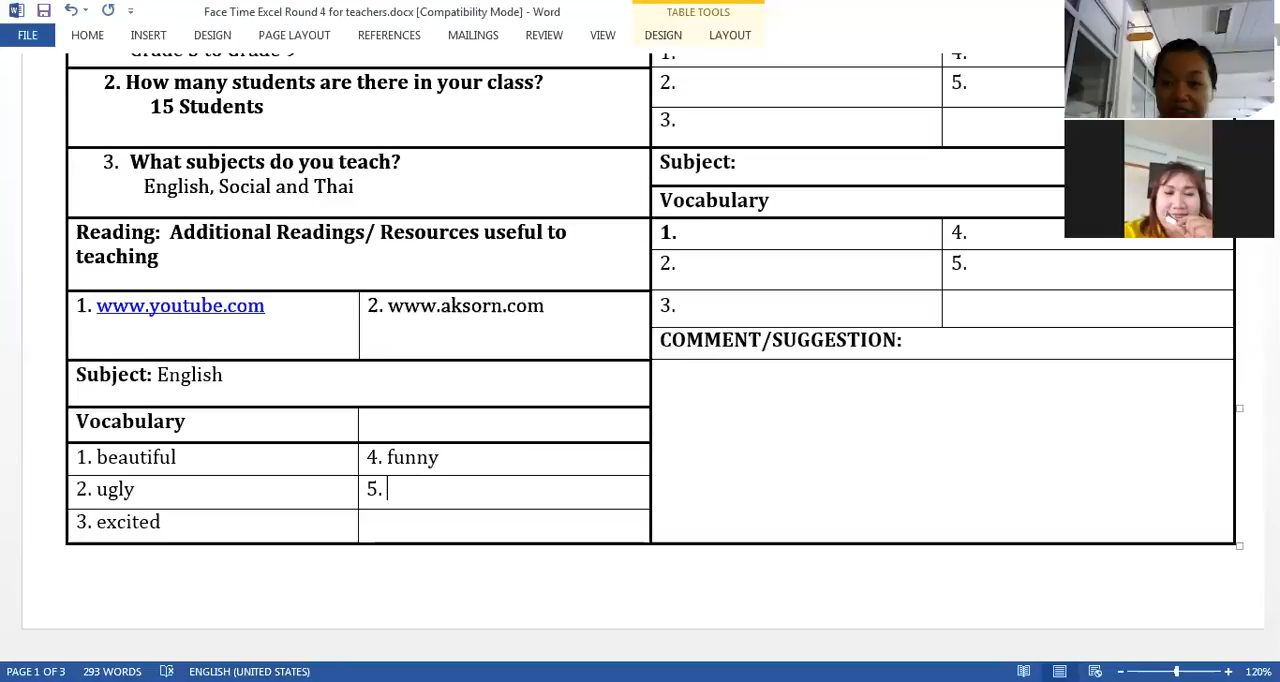 Face Time Excel Round 4 for teachers.docx [Compatibility Mode] - Word
TABLE TOOLS
FILE HOME INSERT DESIGN PAGE LAYOUT REFERENCES MAILINGS REVIEW VIEW DESIGN LAYOUT
2. How many students are there in your class?
15 Students
3. What subjects do you teach?
English, Social and Thai
Reading: Additional Readings/ Resources useful to
teaching
1. www.youtube.com
2. www.aksorn.com
Subject: English
Vocabulary
1. beautiful
4. funny
2. ugly
5.
3. excited
1.
4.
2.
5.
3.
Subject:
Vocabulary
1.
4.
2.
5.
3.
COMMENT/SUGGESTION:
PAGE 1 OF 3 293 WORDS ENGLISH (UNITED STATES) 120%